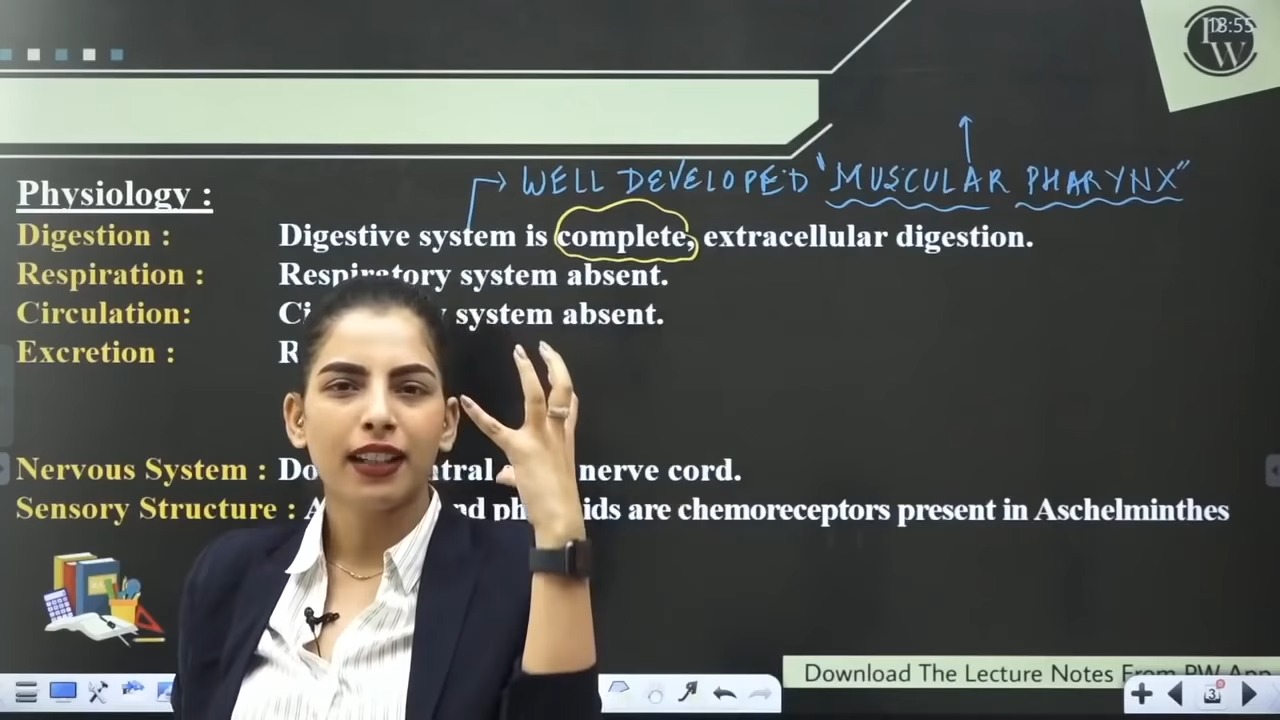 18:55
PW
WELL DEVELOPED "MUSCULAR PHARYNX"
Physiology :
Digestion : Digestive system is complete, extracellular digestion.
Respiration : Respiratory system absent.
Circulation: system absent.
Excretion :
Nervous System : nerve cord.
Sensory Structure : are chemoreceptors present in Aschelminthes
Download The Lecture Notes From PW App
3